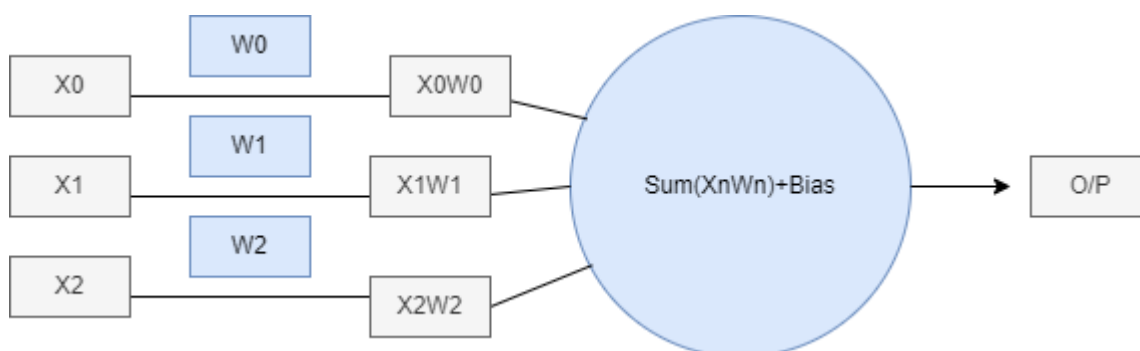 W0
X0
X0W0
W1
X1
X1W1
Sum(XnWn)+Bias
O/P
W2
X2
X2W2